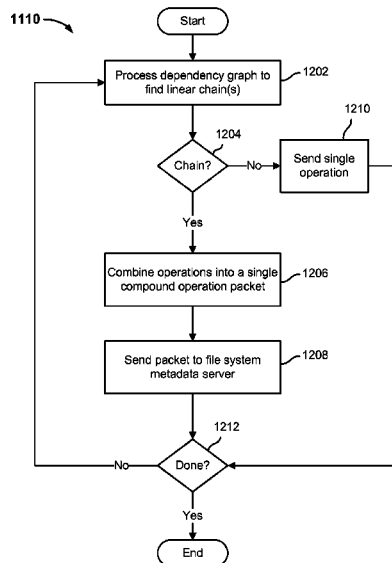 1110
Start
Process dependency graph to
find linear chain(s)
1202
1204
1210
Chain?
No
Send single
operation
Yes
Combine operations into a single
compound operation packet
1206
Send packet to file system
metadata server
1208
1212
Done?
No
Yes
End